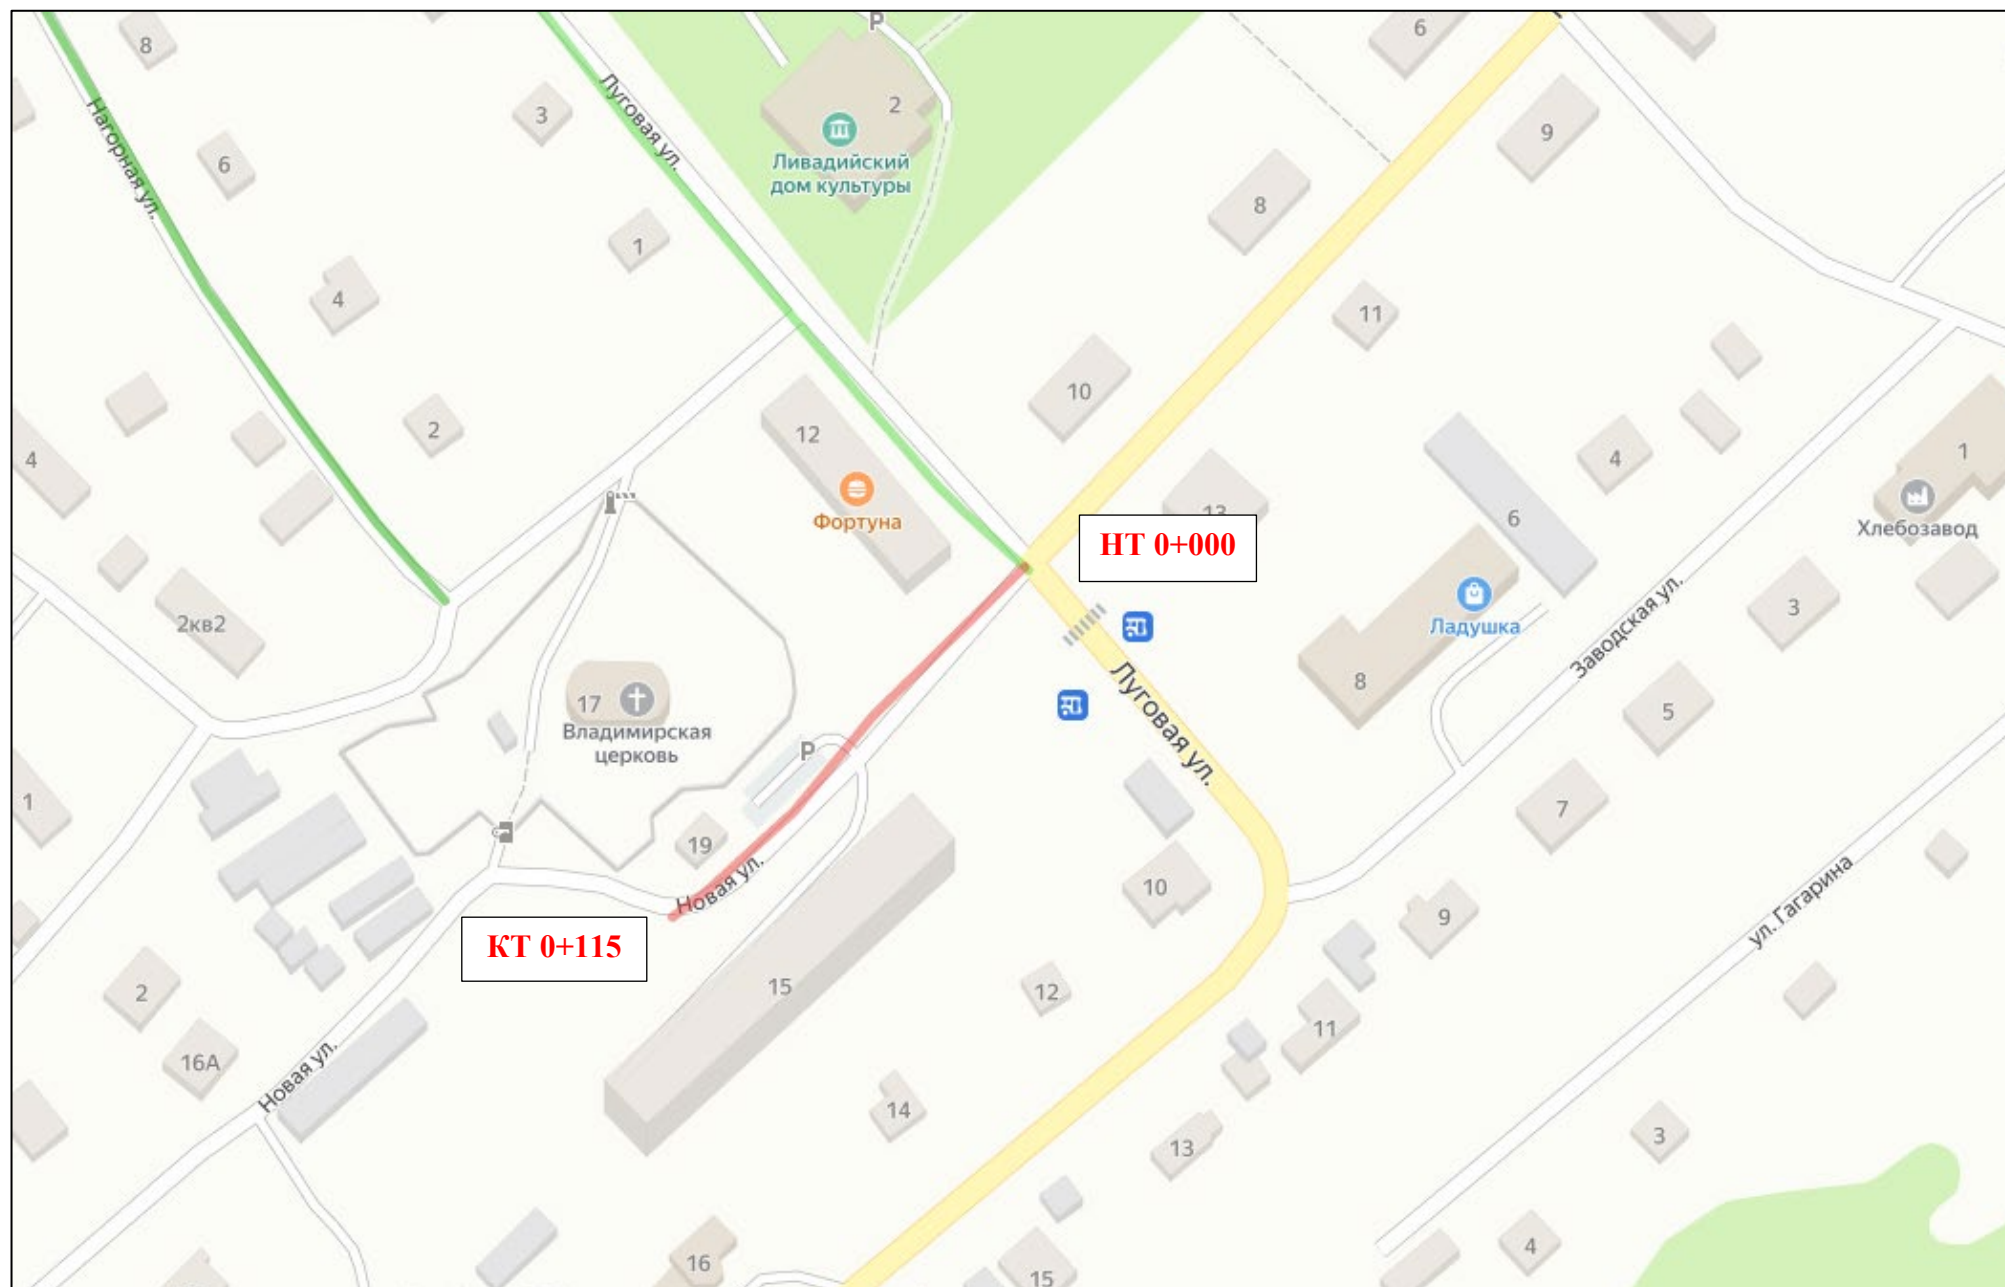 8
P
6
Нагорная ул.
3
Луговая ул.
2
9
6
Ливадийский
дом культуры
8
1
4
11
10
2
12
4
4
1
6
Фортуна
13
Хлебозавод
НТ 0+000
2кв2
Ладушка
3
Заводская ул.
17
Владимирская
церковь
8
Луговая ул.
5
P
1
7
19
Новая ул.
10
9
ул. Гагарина
КТ 0+115
2
15
12
11
16А
Новая ул.
14
13
3
16
4
15